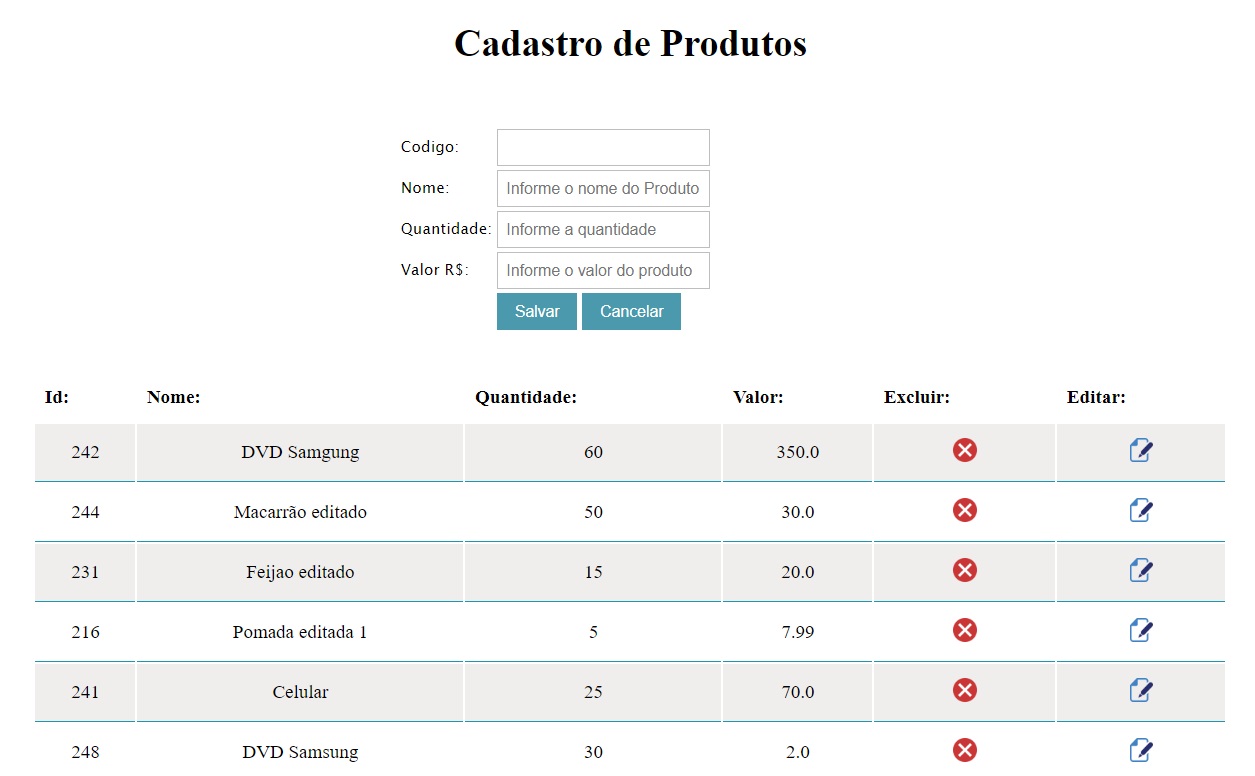 Cadastro de Produtos
Codigo:
Nome: Informe o nome do Produto
Quantidade: Informe a quantidade
Valor R$: Informe o valor do produto
Salvar Cancelar
Id: Nome: Quantidade: Valor: Excluir: Editar:
242 DVD Samgung 60 350.0
244 Macarrão editado 50 30.0
231 Feijao editado 15 20.0
216 Pomada editada 1 5 7.99
241 Celular 25 70.0
248 DVD Samsung 30 2.0